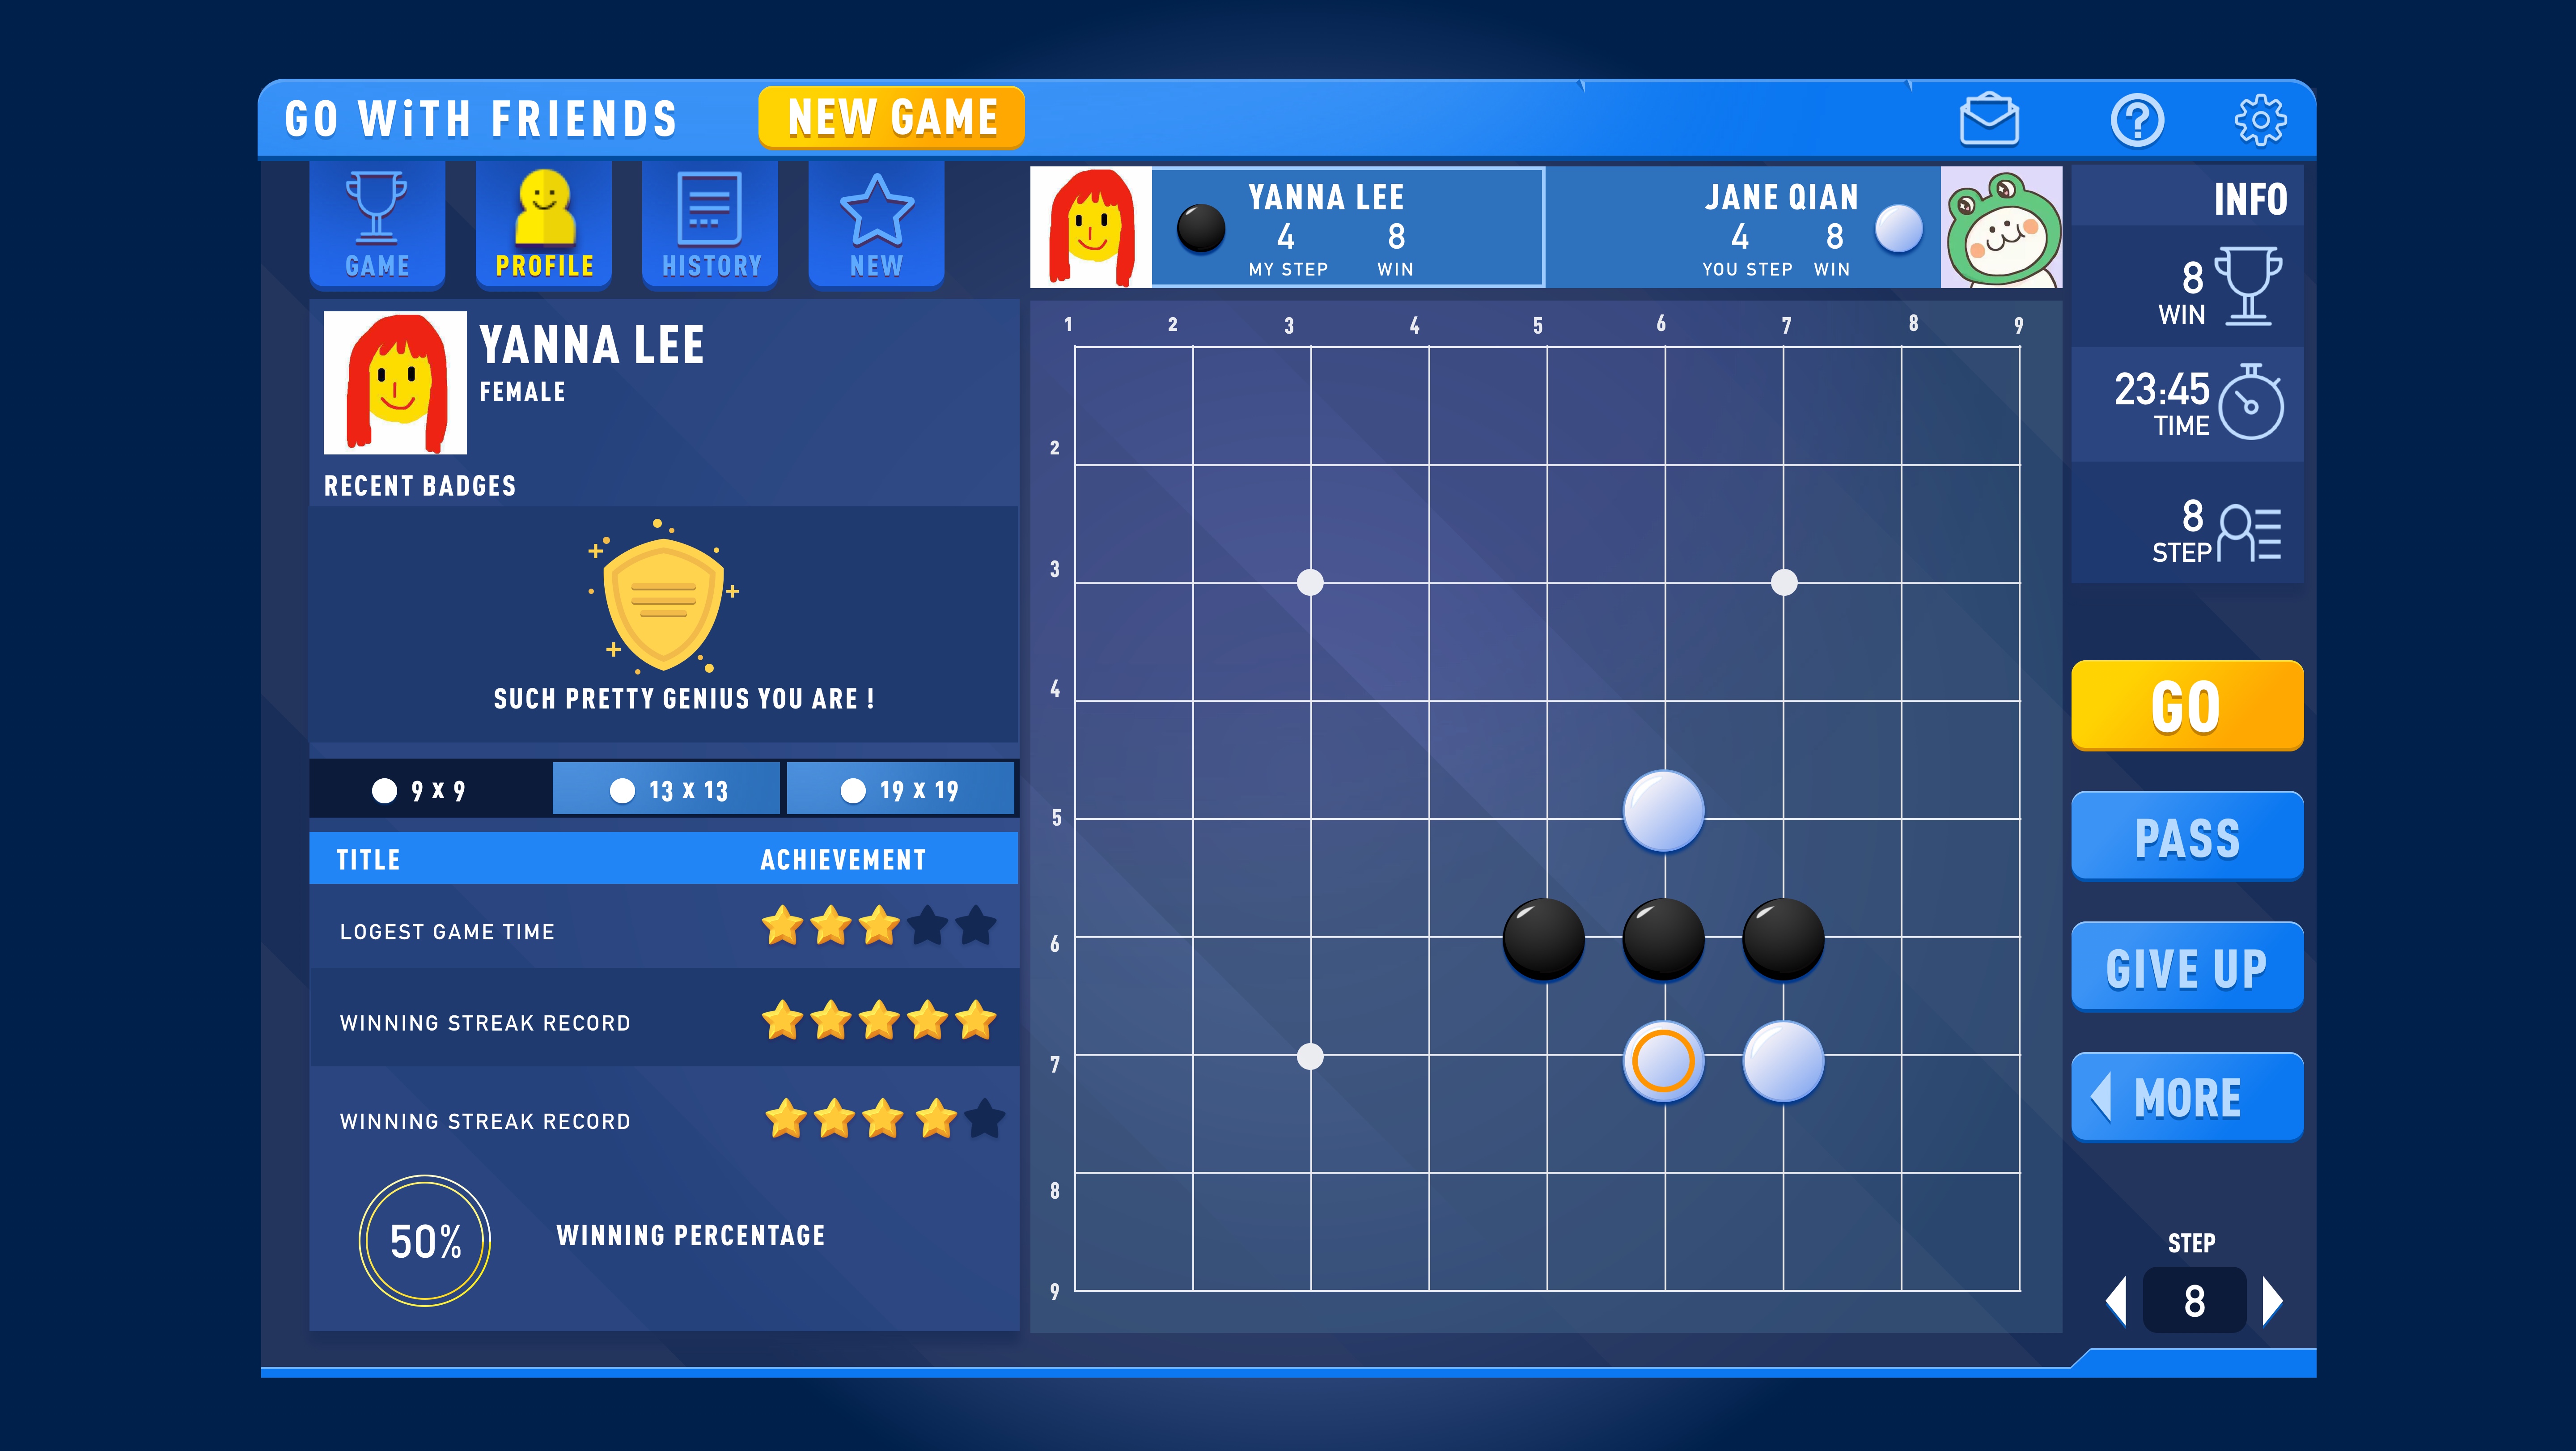 GO WiTH FRIENDS
NEW GAME
GAME
PROFILE
HISTORY
NEW
YANNA LEE
FEMALE
RECENT BADGES
SUCH PRETTY GENIUS YOU ARE !
9 X 9
13 X 13
19 X 19
TITLE
ACHIEVEMENT
LOGEST GAME TIME
WINNING STREAK RECORD
WINNING STREAK RECORD
50%
WINNING PERCENTAGE
YANNA LEE
4
8
MY STEP
WIN
JANE QIAN
4
8
YOU STEP
WIN
1 2 3 4 5 6 7 8 9
2
3
4
5
6
7
8
9
INFO
8
WIN
23:45
TIME
8
STEP
GO
PASS
GIVE UP
MORE
STEP
8